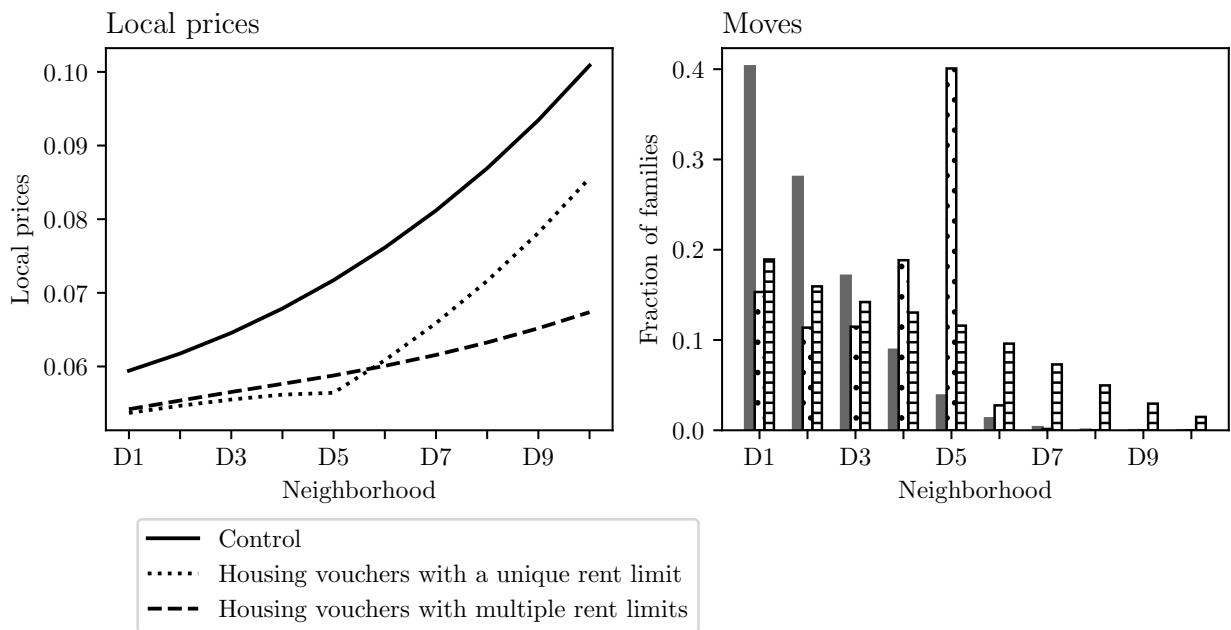 Local prices
0.10
0.09
0.08
0.07
0.06
Local prices
D1 D3 D5 D7 D9
Neighborhood
Moves
0.4
0.3
0.2
0.1
0.0
Fraction of families
D1 D3 D5 D7 D9
Neighborhood
Control
Housing vouchers with a unique rent limit
Housing vouchers with multiple rent limits